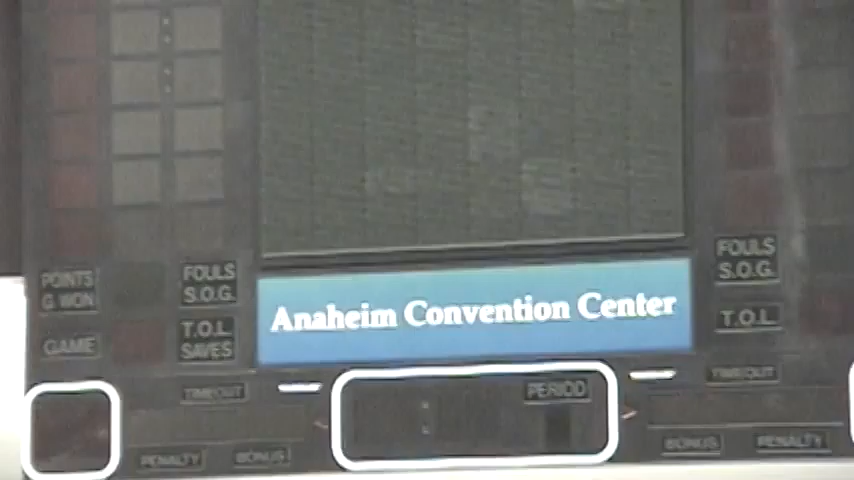 POINTS
G. WON
FOULS
S.O.G.
FOULS
S.O.G.
GAME
T.O.L.
SAVES
Anaheim Convention Center
T.O.L.
TIMEOUT
PERIOD
TIMEOUT
PENALTY
BONUS
BONUS
PENALTY